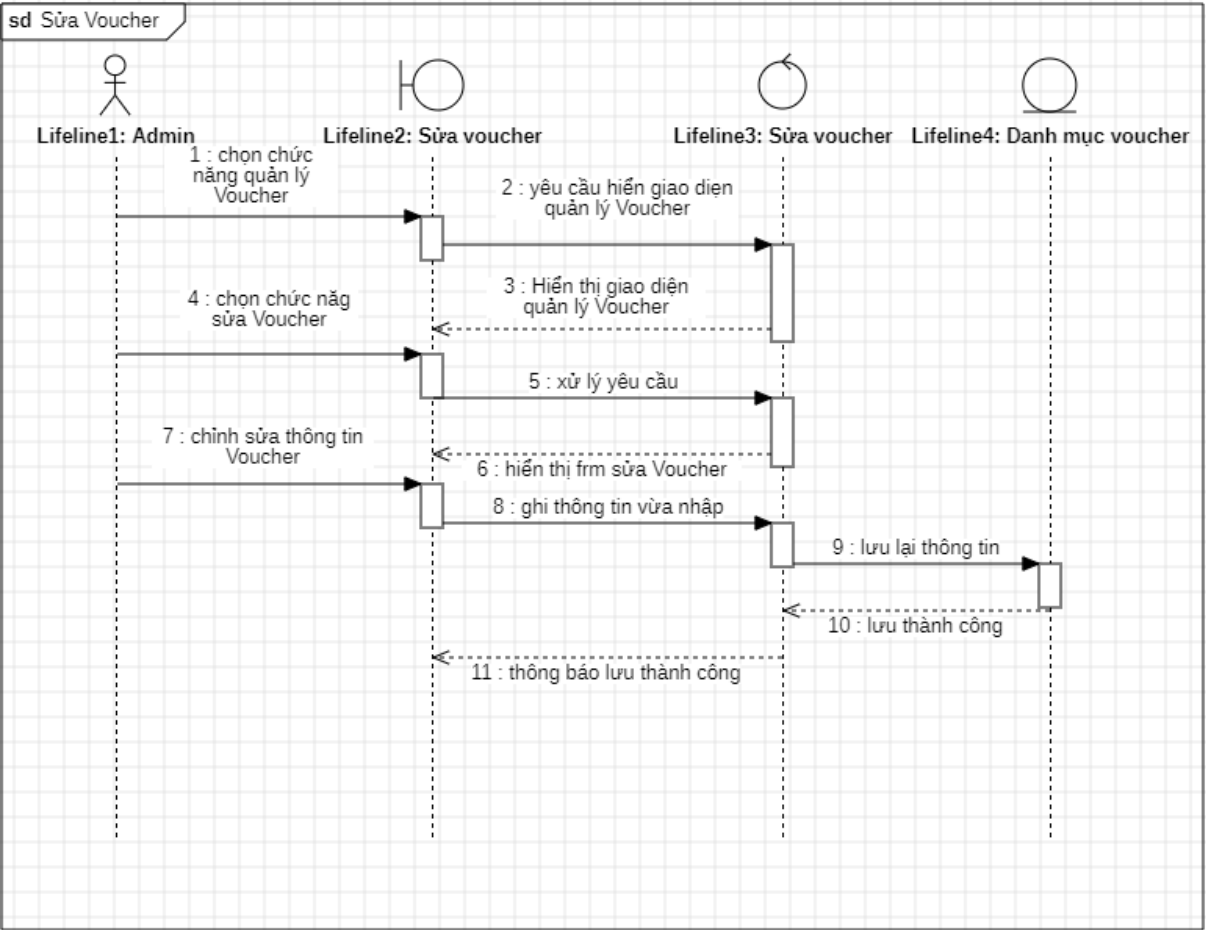 sd Sửa Voucher
Lifeline1: Admin
Lifeline2: Sửa voucher
Lifeline3: Sửa voucher
Lifeline4: Danh mục voucher
1 : chọn chức
năng quản lý
Voucher
2 : yêu cầu hiển giao diẹn
quản lý Voucher
3 : Hiển thị giao diện
quản lý Voucher
4 : chọn chức năg
sửa Voucher
5 : xử lý yêu cầu
6 : hiển thị frm sửa Voucher
7 : chỉnh sửa thông tin
Voucher
8 : ghi thông tin vừa nhập
9 : lưu lại thông tin
10 : lưu thành công
11 : thông báo lưu thành công